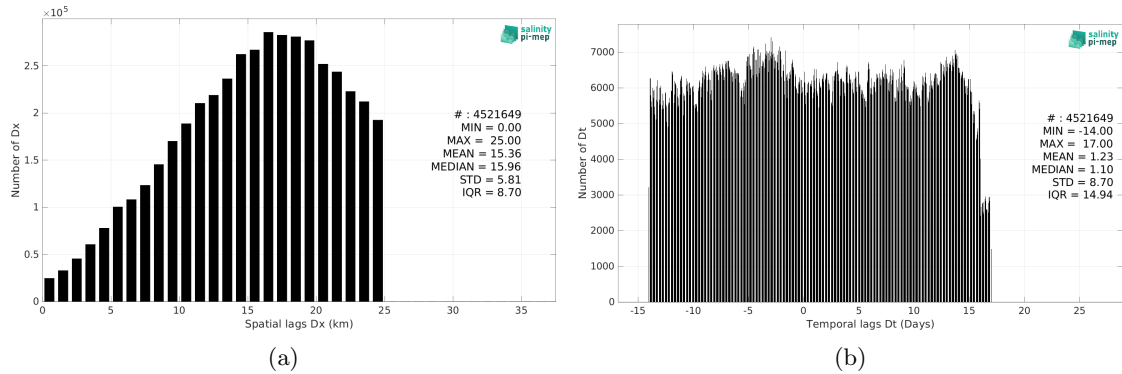 ×10⁵
salinity
pi-mep
2.5
2
1.5
1
0.5
0
Number of Dx
# : 4521649
MIN = 0.00
MAX = 25.00
MEAN = 15.36
MEDIAN = 15.96
STD = 5.81
IQR = 8.70
0 5 10 15 20 25 30 35
Spatial lags Dx (km)
(a)
salinity
pi-mep
7000
6000
5000
4000
3000
2000
1000
0
Number of Dt
# : 4521649
MIN = -14.00
MAX = 17.00
MEAN = 1.23
MEDIAN = 1.10
STD = 8.70
IQR = 14.94
-15 -10 -5 0 5 10 15 20 25
Temporal lags Dt (Days)
(b)